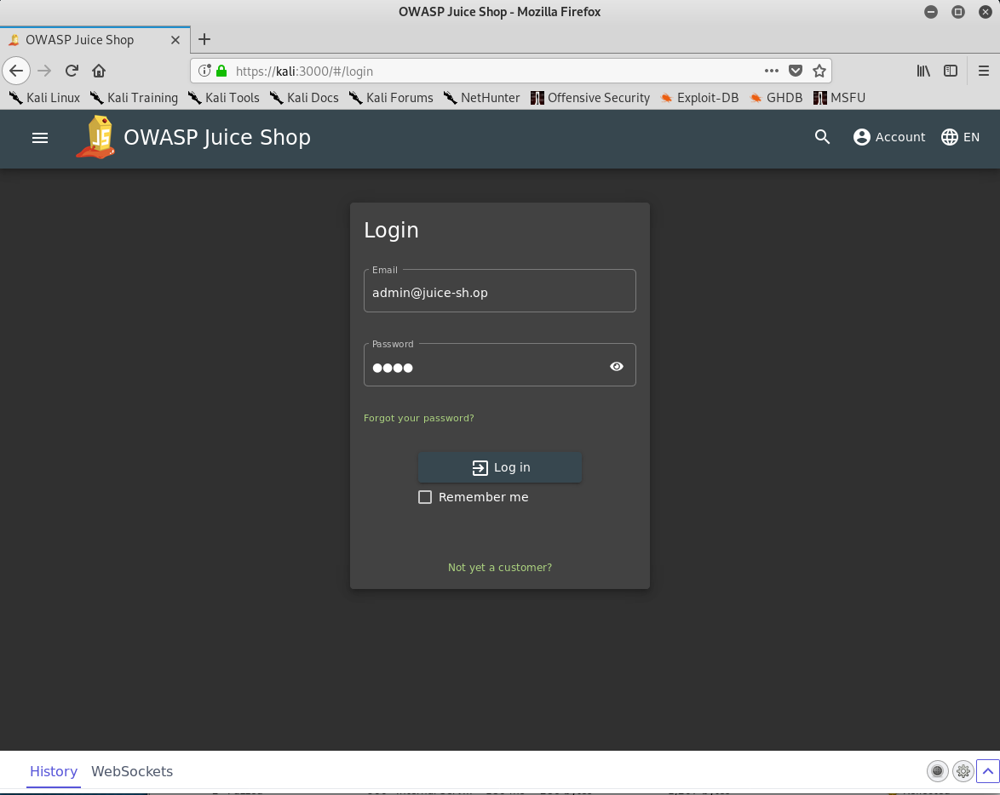 OWASP Juice Shop - Mozilla Firefox
OWASP Juice Shop
https://kali:3000/#/login
Kali Linux Kali Training Kali Tools Kali Docs Kali Forums NetHunter Offensive Security Exploit-DB GHDB MSFU
JS OWASP Juice Shop Account EN
Login
Email
admin@juice-sh.op
Password
Forgot your password?
Log in
Remember me
Not yet a customer?
History WebSockets